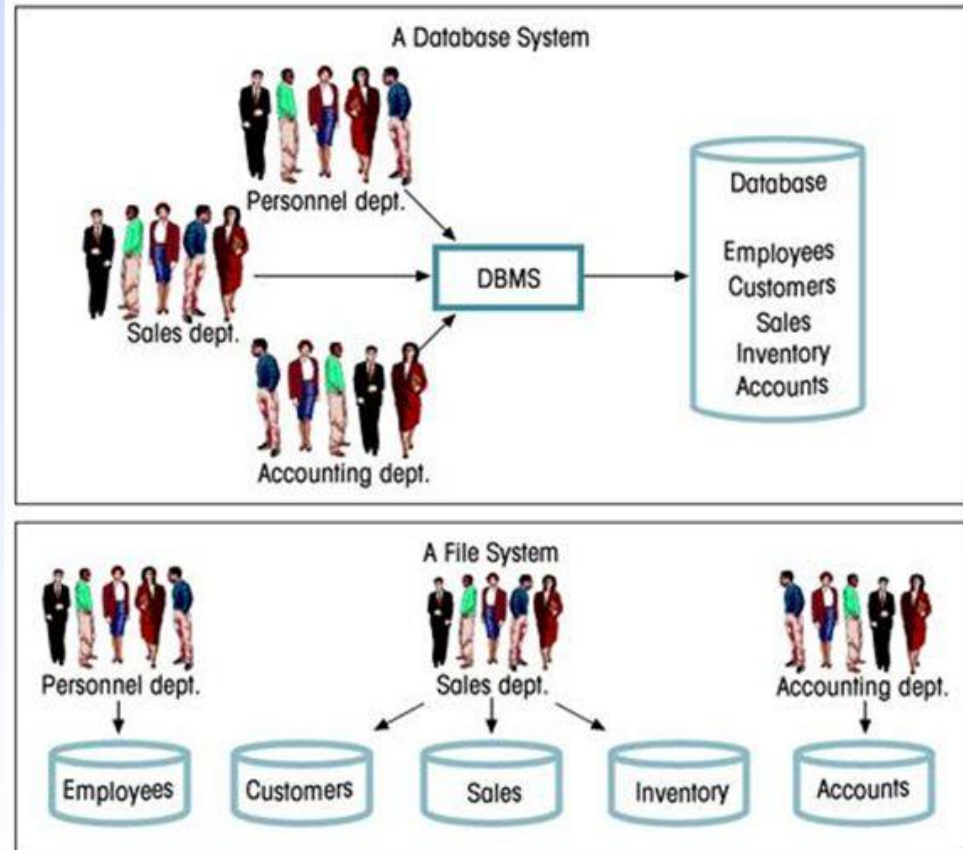 A Database System
Personnel dept.
Sales dept.
Accounting dept.
DBMS
Database
Employees
Customers
Sales
Inventory
Accounts
A File System
Personnel dept.
Sales dept.
Accounting dept.
Employees
Customers
Sales
Inventory
Accounts